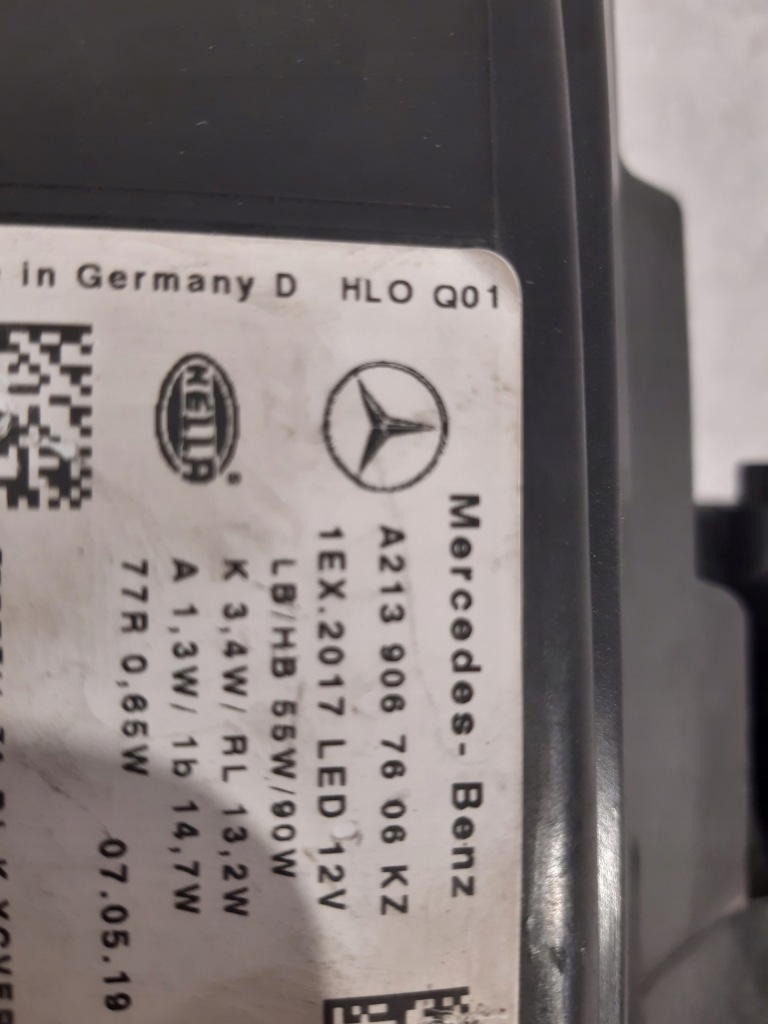 in Germany D HLO Q01
HELLA
Mercedes-Benz
A213 906 76 06 KZ
1EX.2017 LED 12V
LB/HB 55W/90W
K 3,4W/ RL 13,2W
A 1,3W/ 1b 14,7W
77R 0,65W
07.05.19